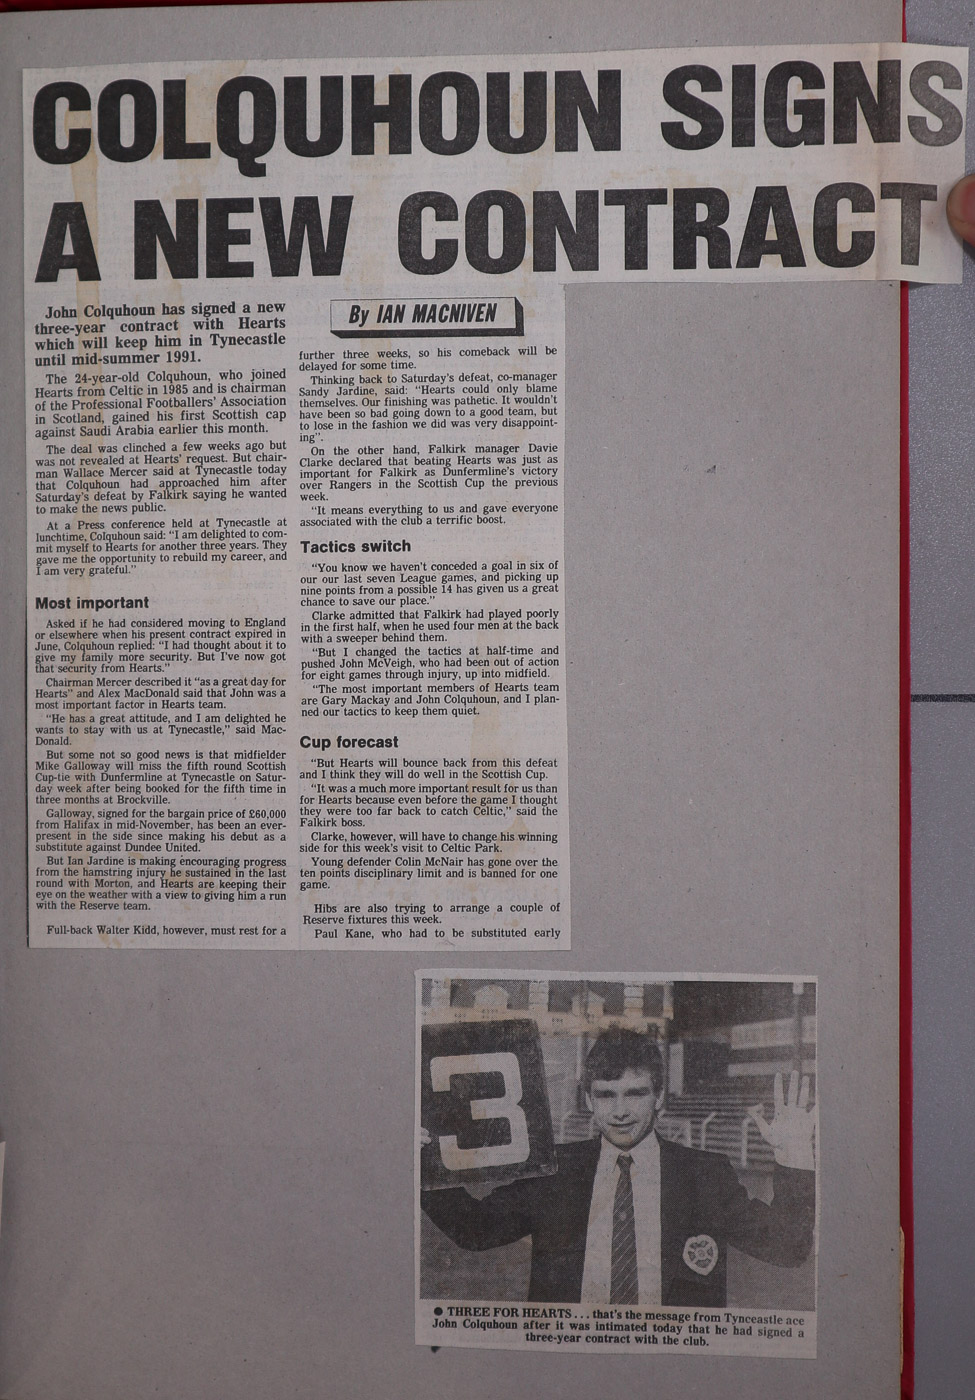 COLQUHOUN SIGNS
A NEW CONTRACT
John Colquhoun has signed a new
three-year contract with Hearts
which will keep him in Tynecastle
until mid-summer 1991.
The 24-year-old Colquhoun, who joined
Hearts from Celtic in 1985 and is chairman
of the Professional Footballers' Association
in Scotland, gained his first Scottish cap
against Saudi Arabia earlier this month.
The deal was clinched a few weeks ago but
was not revealed at Hearts' request. But chair-
man Wallace Mercer said at Tynecastle today
that Colquhoun had approached him after
Saturday's defeat by Falkirk saying he wanted
to make the news public.
At a Press conference held at Tynecastle at
lunchtime, Colquhoun said: "I am delighted to com-
mit myself to Hearts for another three years. They
gave me the opportunity to rebuild my career, and
I am very grateful."
Most important
Asked if he had considered moving to England
or elsewhere when his present contract expired in
June, Colquhoun replied: "I had thought about it to
give my family more security. But I've now got
that security from Hearts."
Chairman Mercer described it "as a great day for
Hearts" and Alex MacDonald said that John was a
most important factor in Hearts team.
"He has a great attitude, and I am delighted he
wants to stay with us at Tynecastle," said Mac-
Donald.
But some not so good news is that midfielder
Mike Galloway will miss the fifth round Scottish
Cup-tie with Dunfermline at Tynecastle on Satur-
day week after being booked for the fifth time in
three months at Brockville.
Galloway, signed for the bargain price of £60,000
from Halifax in mid-November, has been an ever-
present in the side since making his debut as a
substitute against Dundee United.
But Ian Jardine is making encouraging progress
from the hamstring injury he sustained in the last
round with Morton, and Hearts are keeping their
eye on the weather with a view to giving him a run
with the Reserve team.
Full-back Walter Kidd, however, must rest for a
By IAN MACNIVEN
further three weeks, so his comeback will be
delayed for some time.
Thinking back to Saturday's defeat, co-manager
Sandy Jardine, said: "Hearts could only blame
themselves. Our finishing was pathetic. It wouldn't
have been so bad going down to a good team, but
to lose in the fashion we did was very disappoint-
ing".
On the other hand, Falkirk manager Davie
Clarke declared that beating Hearts was just as
important for Falkirk as Dunfermline's victory
over Rangers in the Scottish Cup the previous
week.
"It means everything to us and gave everyone
associated with the club a terrific boost.
Tactics switch
"You know we haven't conceded a goal in six of
our our last seven League games, and picking up
nine points from a possible 14 has given us a great
chance to save our place."
Clarke admitted that Falkirk had played poorly
in the first half, when he used four men at the back
with a sweeper behind them.
"But I changed the tactics at half-time and
pushed John McVeigh, who had been out of action
for eight games through injury, up into midfield.
"The most important members of Hearts team
are Gary Mackay and John Colquhoun, and I plan-
ned our tactics to keep them quiet.
Cup forecast
"But Hearts will bounce back from this defeat
and I think they will do well in the Scottish Cup.
"It was a much more important result for us than
for Hearts because even before the game I thought
they were too far back to catch Celtic," said the
Falkirk boss.
Clarke, however, will have to change his winning
side for this week's visit to Celtic Park.
Young defender Colin McNair has gone over the
ten points disciplinary limit and is banned for one
game.
Hibs are also trying to arrange a couple of
Reserve fixtures this week.
Paul Kane, who had to be substituted early
3
● THREE FOR HEARTS . . . that's the message from Tynceastle ace
John Colquhoun after it was intimated today that he had signed a
three-year contract with the club.